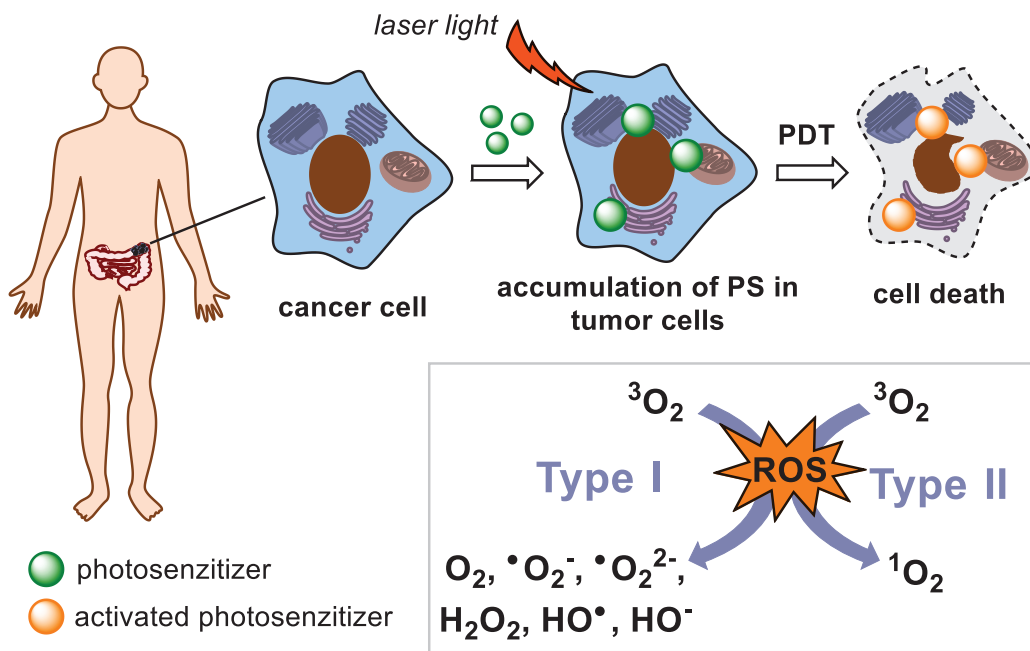 laser light
PDT
cancer cell
accumulation of PS in
tumor cells
cell death
³O₂
³O₂
ROS
Type I
Type II
O₂, •O₂⁻, •O₂²⁻,
H₂O₂, HO•, HO⁻
¹O₂
photosenzitizer
activated photosenzitizer